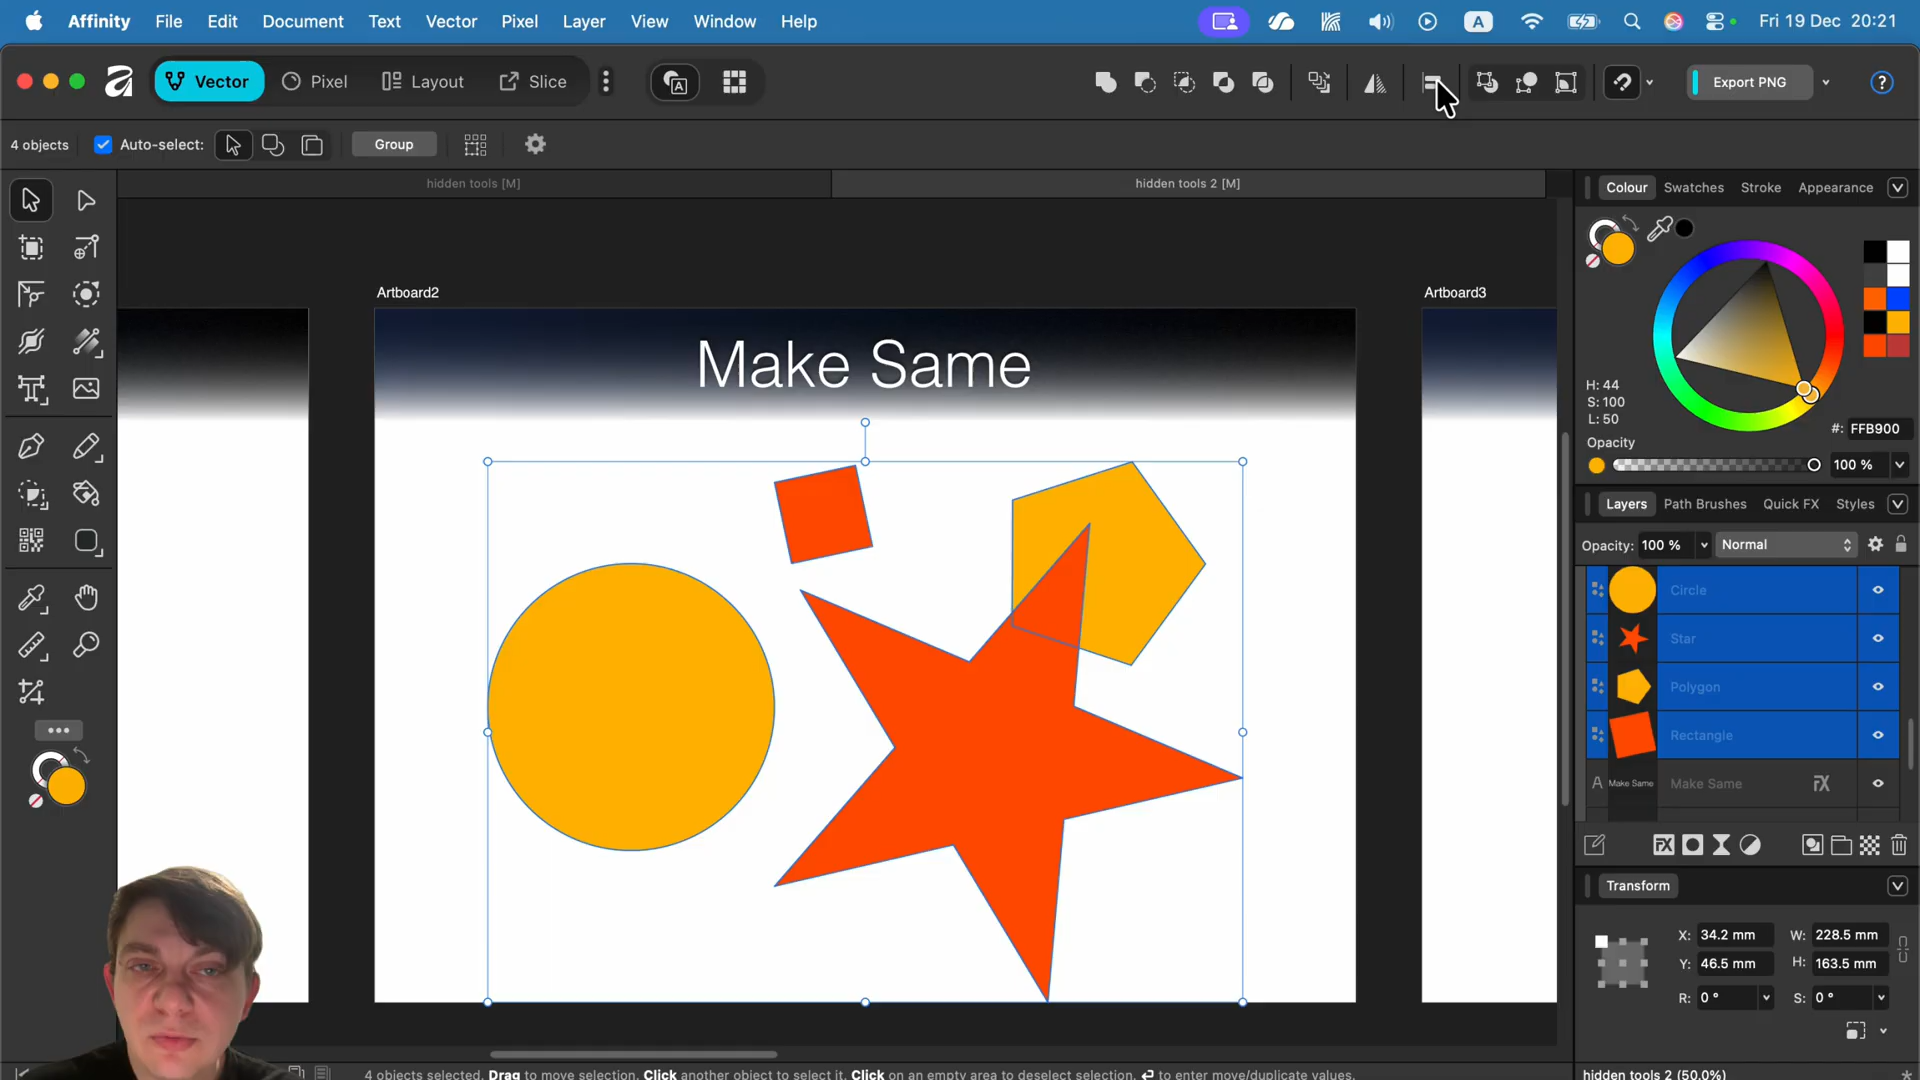 Affinity File Edit Document Text Vector Pixel Layer View Window Help A Fri 19 Dec 20:21
Vector Pixel Layout Slice A Export PNG ?
4 objects Auto-select: Group
hidden tools [M] hidden tools 2 [M]
Colour Swatches Stroke Appearance
H: 44
S: 100
L: 50
#: FFB900
Opacity
100 %
Artboard2 Artboard3
Make Same
Layers Path Brushes Quick FX Styles
Opacity: 100 % Normal
Circle
Star
Polygon
Rectangle
A Make Same Make Same FX
FX
Transform
X: 34.2 mm W: 228.5 mm
Y: 46.5 mm H: 163.5 mm
R: 0 ° S: 0 °
4 objects selected. Drag to move selection. Click another object to select it. Click on an empty area to deselect selection. ↵ to enter move/duplicate values.
hidden tools 2 (50.0%)